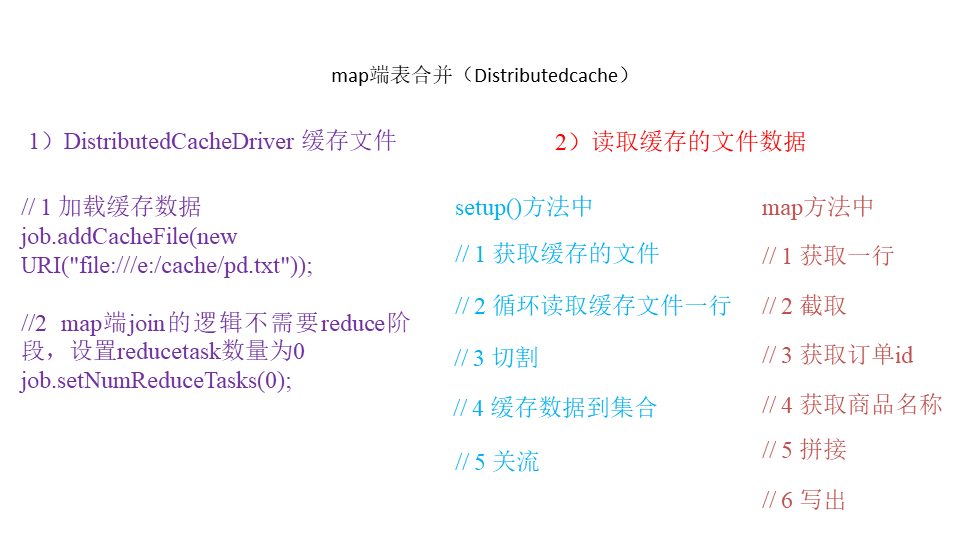 map端表合并（Distributedcache）
1）DistributedCacheDriver 缓存文件
// 1 加载缓存数据
job.addCacheFile(new
URI("file:///e:/cache/pd.txt"));
//2 map端join的逻辑不需要reduce阶
段，设置reducetask数量为0
job.setNumReduceTasks(0);
2）读取缓存的文件数据
setup()方法中
// 1 获取缓存的文件
// 2 循环读取缓存文件一行
// 3 切割
// 4 缓存数据到集合
// 5 关流
map方法中
// 1 获取一行
// 2 截取
// 3 获取订单id
// 4 获取商品名称
// 5 拼接
// 6 写出